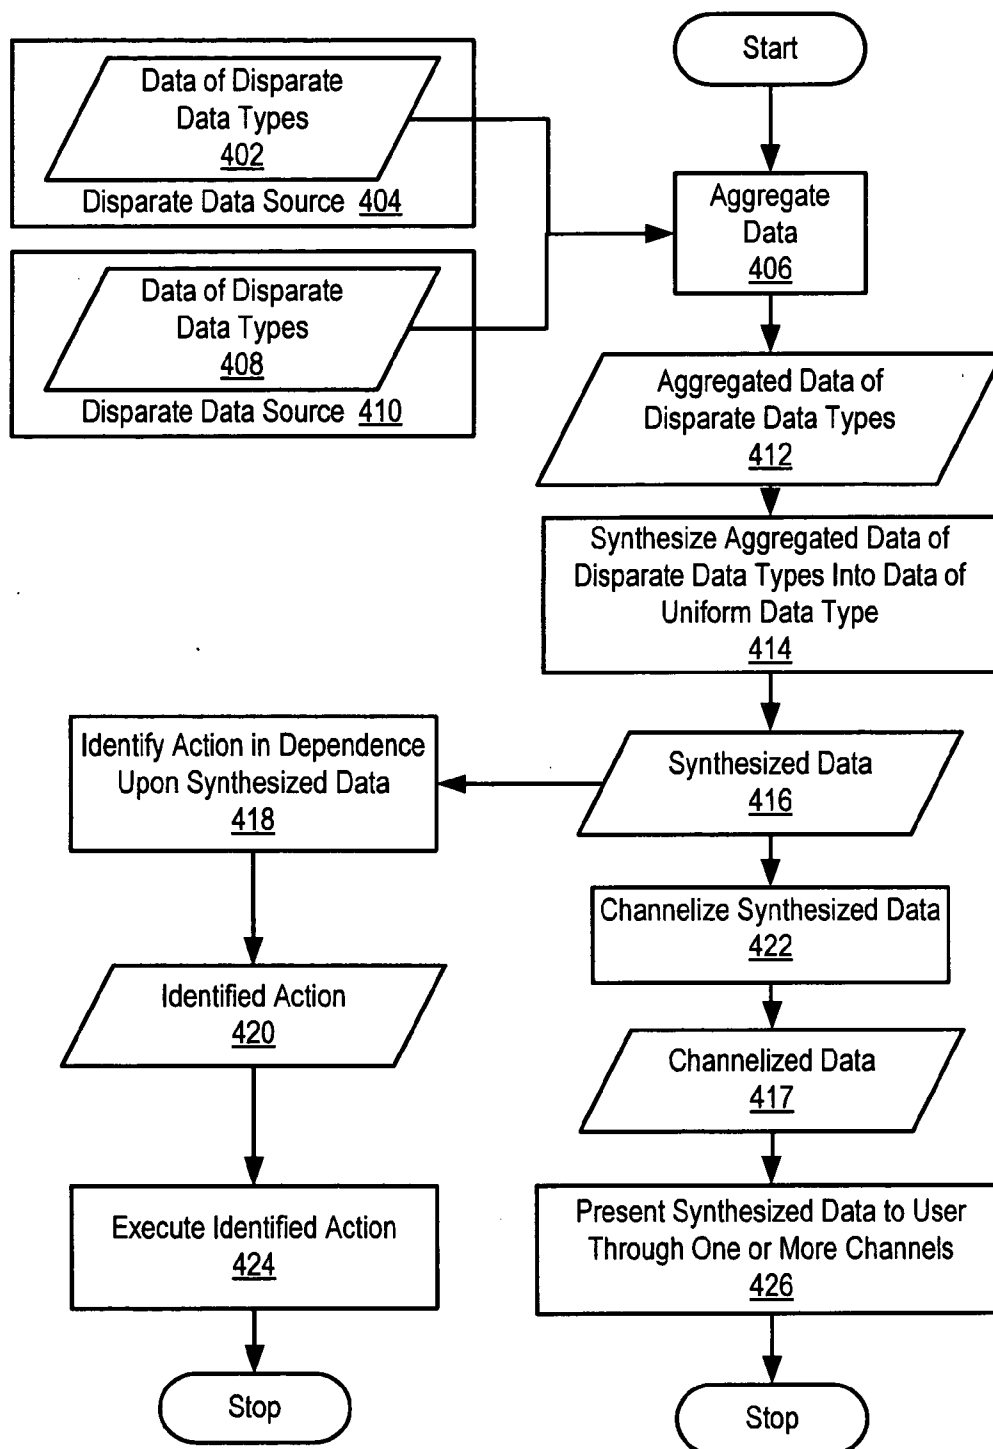 Start
Data of Disparate
Data Types
402
Disparate Data Source 404
Aggregate
Data
406
Data of Disparate
Data Types
408
Disparate Data Source 410
Aggregated Data of
Disparate Data Types
412
Synthesize Aggregated Data of
Disparate Data Types Into Data of
Uniform Data Type
414
Identify Action in Dependence
Upon Synthesized Data
418
Synthesized Data
416
Channelize Synthesized Data
422
Identified Action
420
Channelized Data
417
Execute Identified Action
424
Present Synthesized Data to User
Through One or More Channels
426
Stop
Stop